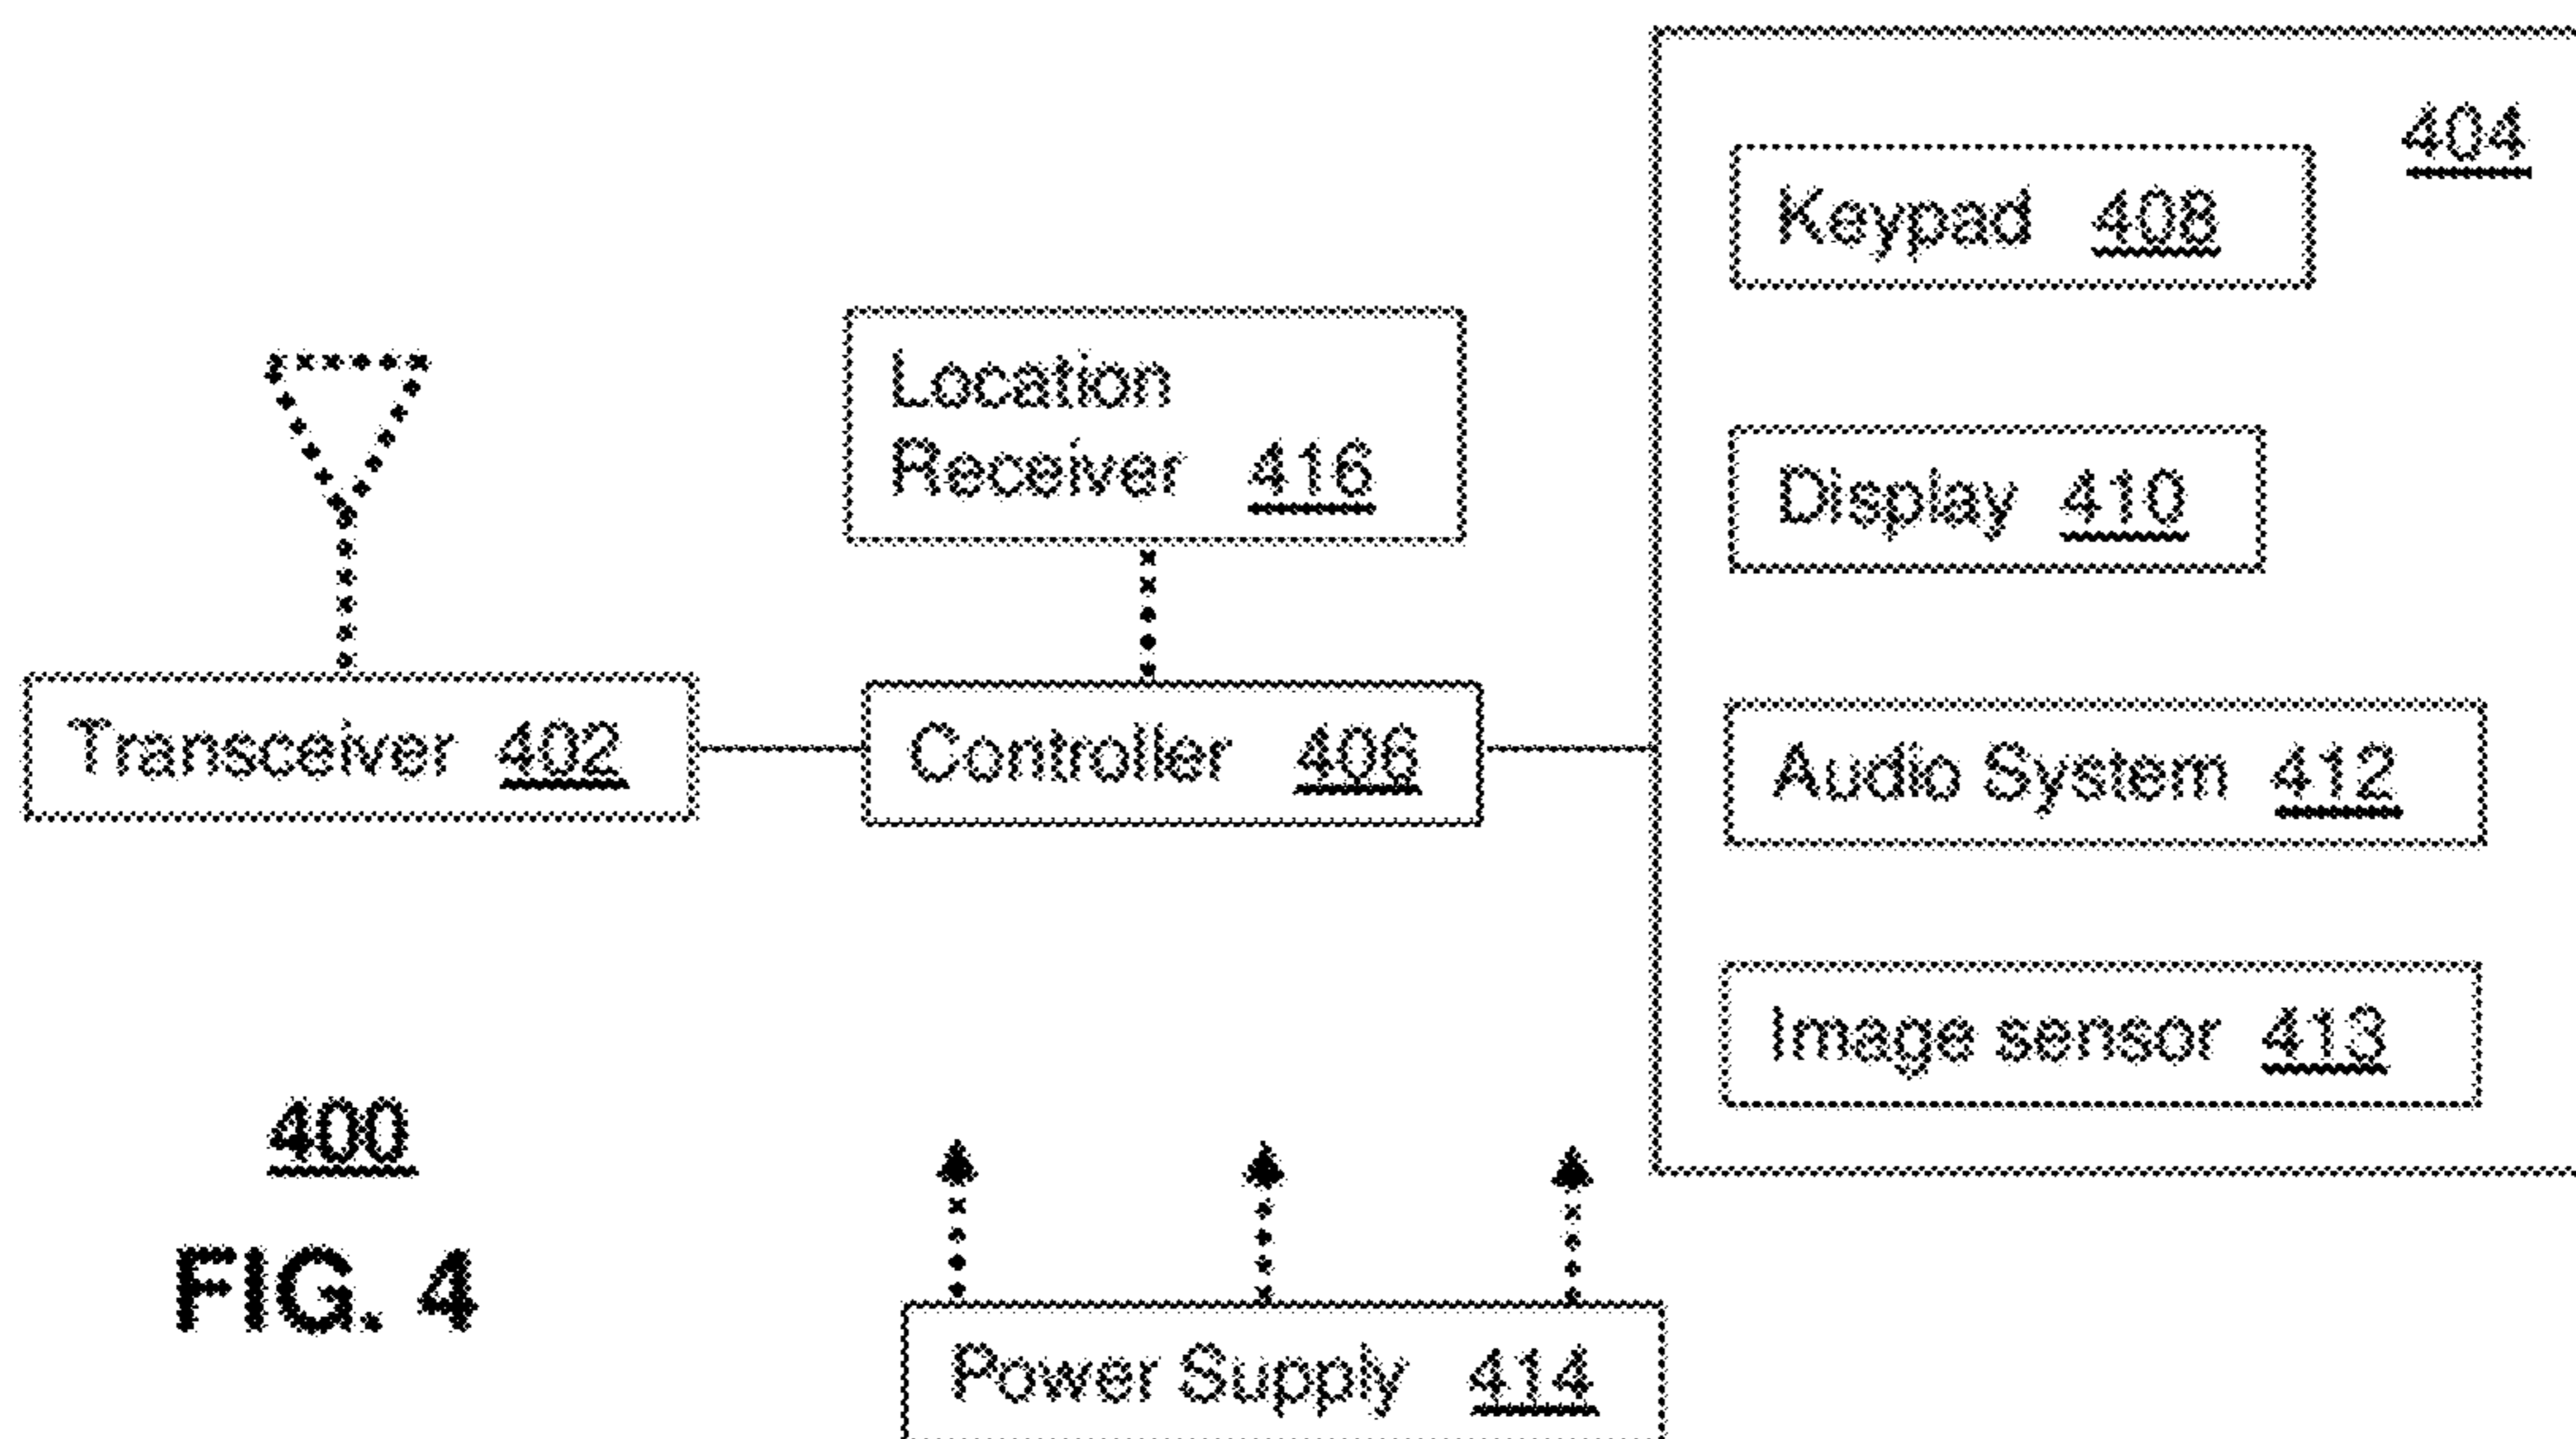 404
Keypad 408
Location
Receiver 416
Display 410
Transceiver 402
Controller 406
Audio System 412
Image sensor 413
400
FIG. 4
Power Supply 414